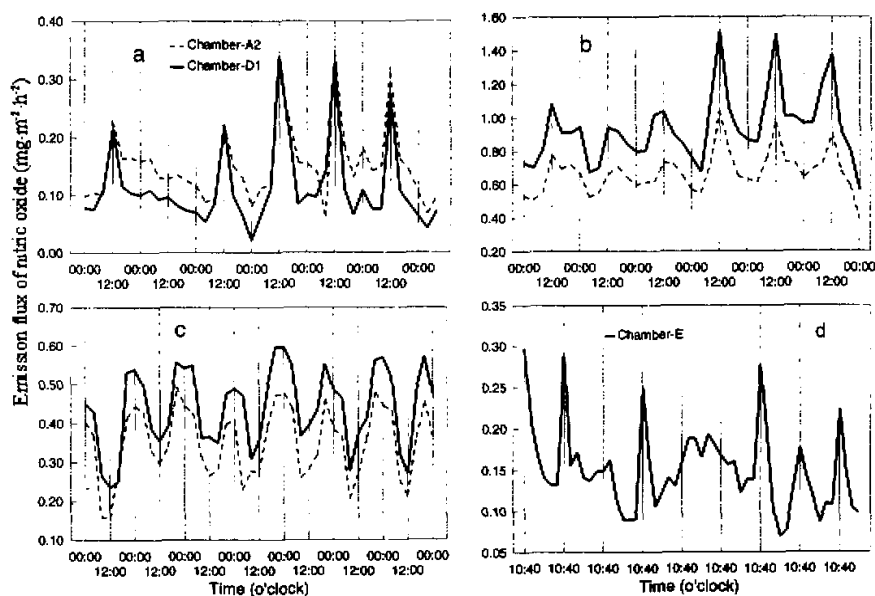 Emission flux of nitric oxide (mg·m⁻²·h⁻²)
a
Chamber-A2
Chamber-D1
0.40
0.30
0.20
0.10
0.00
00:00 00:00 00:00 00:00 00:00 00:00 00:00
12:00 12:00 12:00 12:00 12:00 12:00
b
1.60
1.40
1.20
1.00
0.80
0.60
0.40
0.20
00:00 00:00 00:00 00:00 00:00 00:00 00:00
12:00 12:00 12:00 12:00 12:00 12:00
c
0.70
0.60
0.50
0.40
0.30
0.20
0.10
00:00 00:00 00:00 00:00 00:00 00:00 00:00 00:00
12:00 12:00 12:00 12:00 12:00 12:00 12:00
Time (o'clock)
d
Chamber-E
0.35
0.30
0.25
0.20
0.15
0.10
0.05
10:40 10:40 10:40 10:40 10:40 10:40 10:40 10:40 10:40
Time (o'clock)